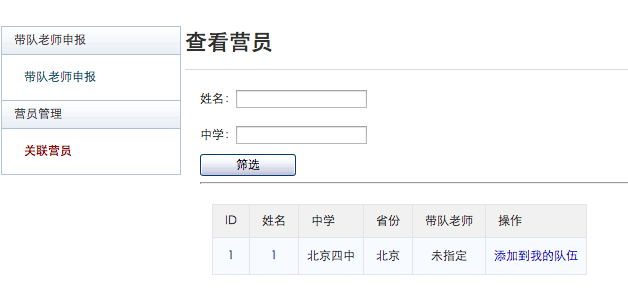 带队老师申报
带队老师申报
营员管理
关联营员
查看营员
姓名：
中学：
筛选
ID 姓名 中学 省份 带队老师 操作
1 1 北京四中 北京 未指定 添加到我的队伍